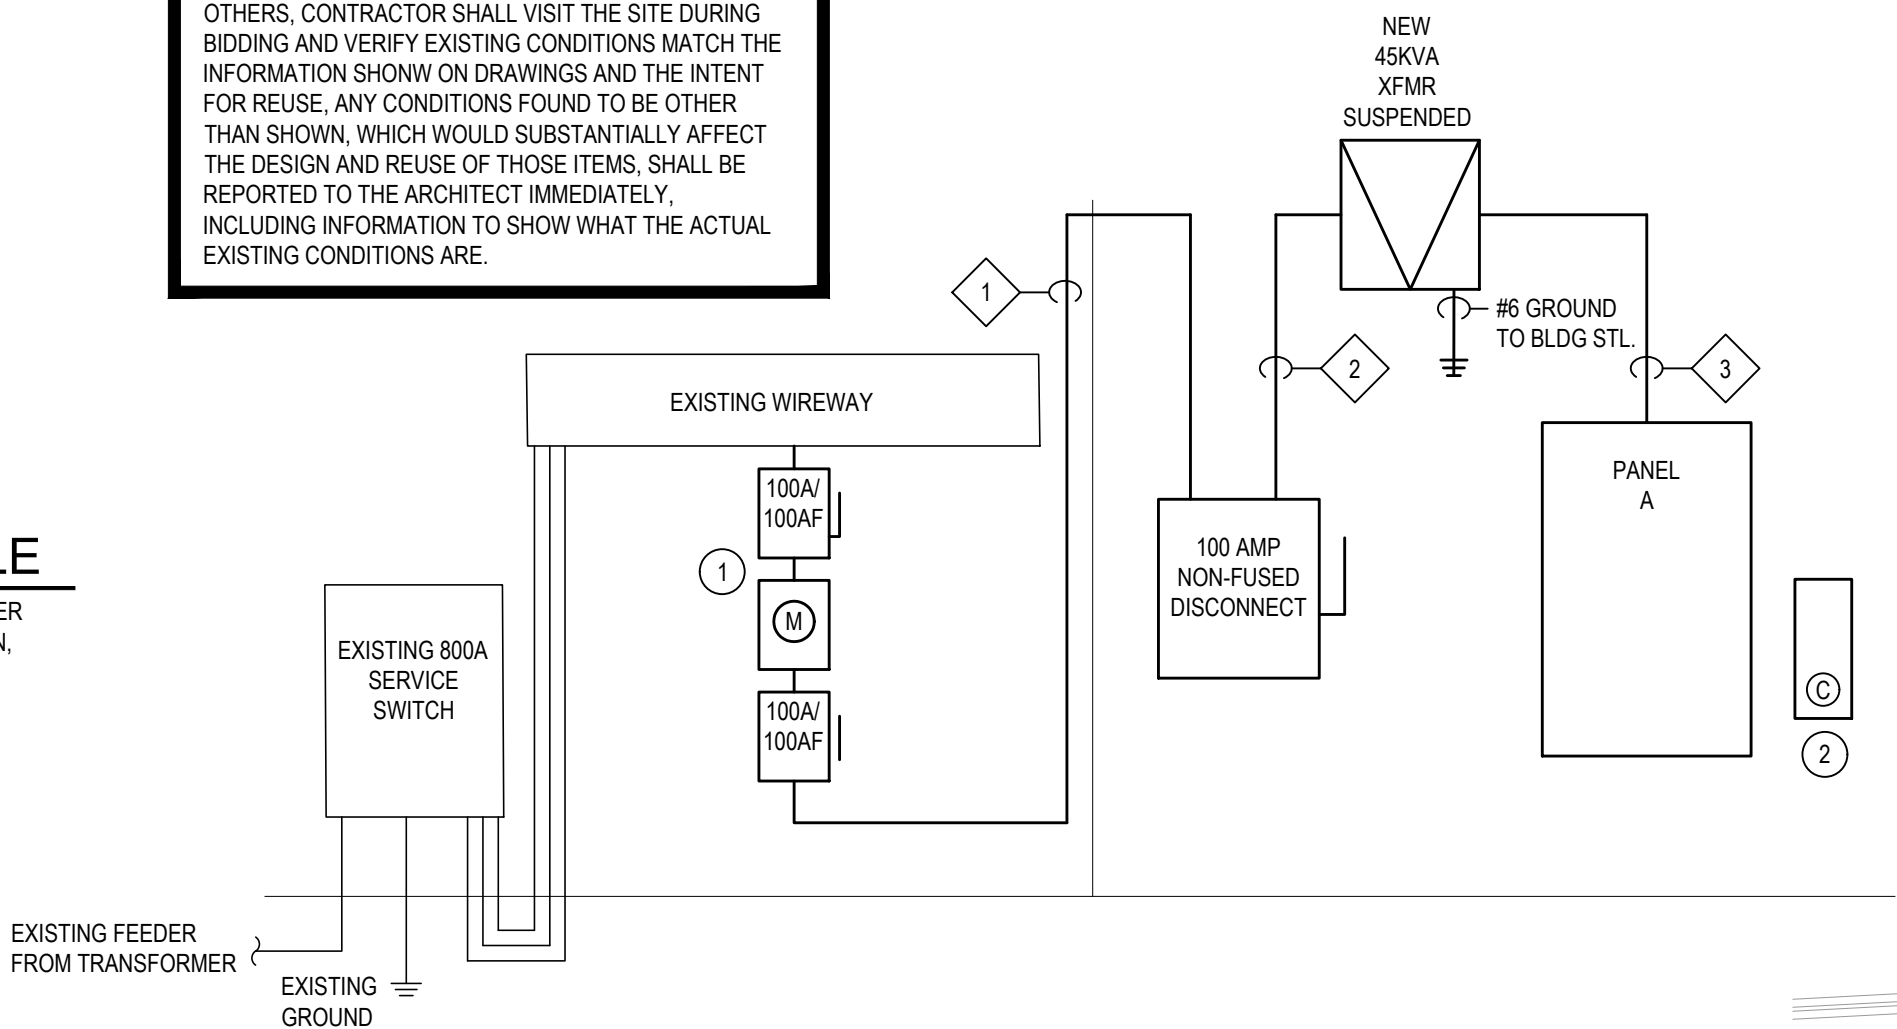 OTHERS, CONTRACTOR SHALL VISIT THE SITE DURING
BIDDING AND VERIFY EXISTING CONDITIONS MATCH THE
INFORMATION SHONW ON DRAWINGS AND THE INTENT
FOR REUSE, ANY CONDITIONS FOUND TO BE OTHER
THAN SHOWN, WHICH WOULD SUBSTANTIALLY AFFECT
THE DESIGN AND REUSE OF THOSE ITEMS, SHALL BE
REPORTED TO THE ARCHITECT IMMEDIATELY,
INCLUDING INFORMATION TO SHOW WHAT THE ACTUAL
EXISTING CONDITIONS ARE.
NEW
45KVA
XFMR
SUSPENDED
1
#6 GROUND
TO BLDG STL.
2
3
EXISTING WIREWAY
100A/
100AF
1
M
100A/
100AF
100 AMP
NON-FUSED
DISCONNECT
PANEL
A
C
2
LE
ER
N,
EXISTING 800A
SERVICE
SWITCH
EXISTING FEEDER
FROM TRANSFORMER
EXISTING
GROUND